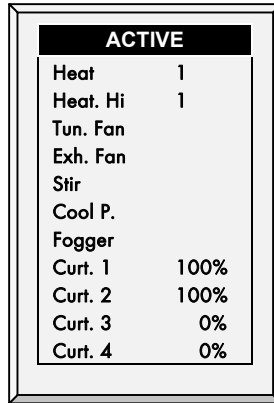 ACTIVE
Heat 1
Heat. Hi 1
Tun. Fan
Exh. Fan
Stir
Cool P.
Fogger
Curt. 1 100%
Curt. 2 100%
Curt. 3 0%
Curt. 4 0%